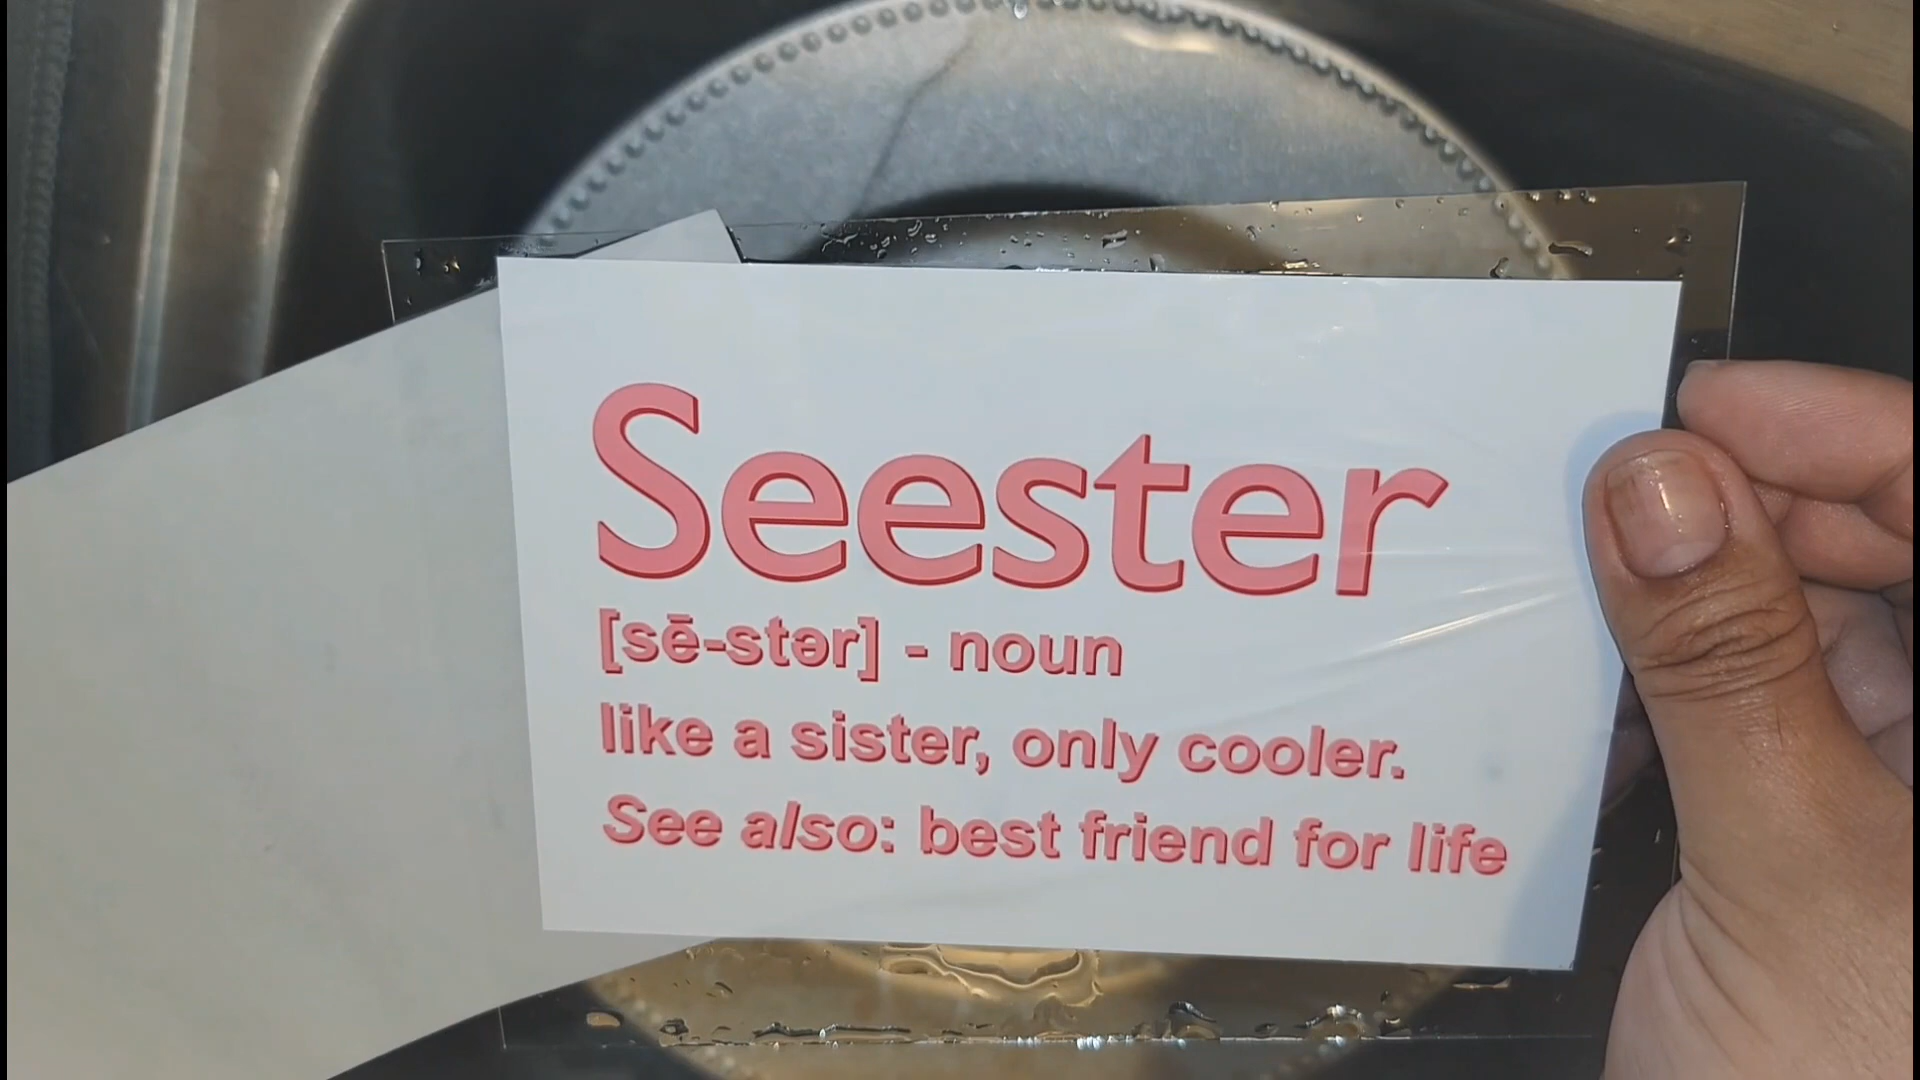 Seester
[sē-stər] - noun
like a sister, only cooler.
See also: best friend for life